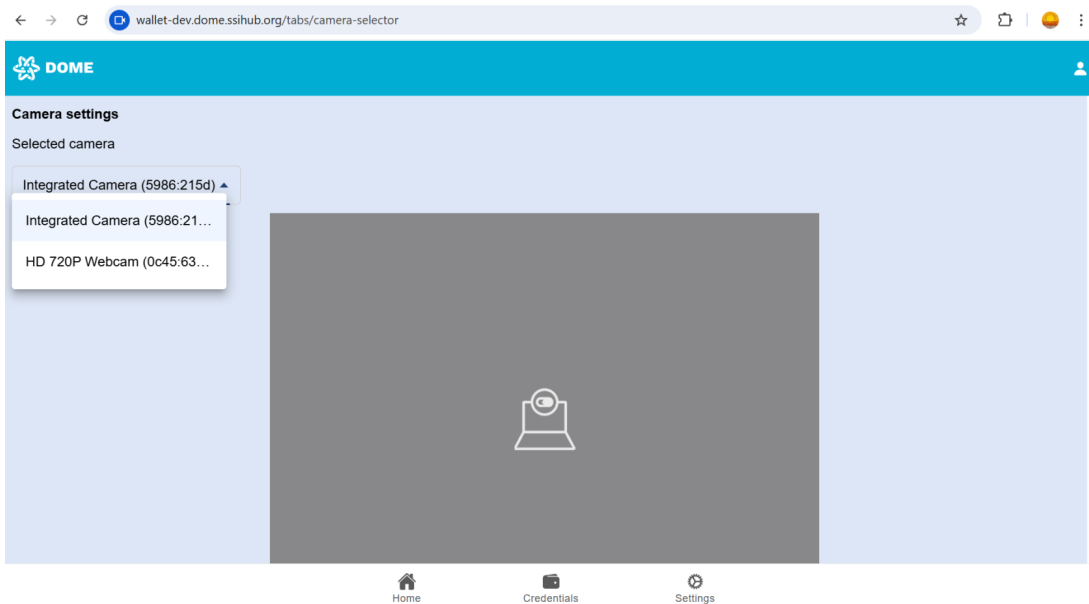 wallet-dev.dome.ssihub.org/tabs/camera-selector
DOME
Camera settings
Selected camera
Integrated Camera (5986:215d)
Integrated Camera (5986:21...
HD 720P Webcam (0c45:63...
Home
Credentials
Settings